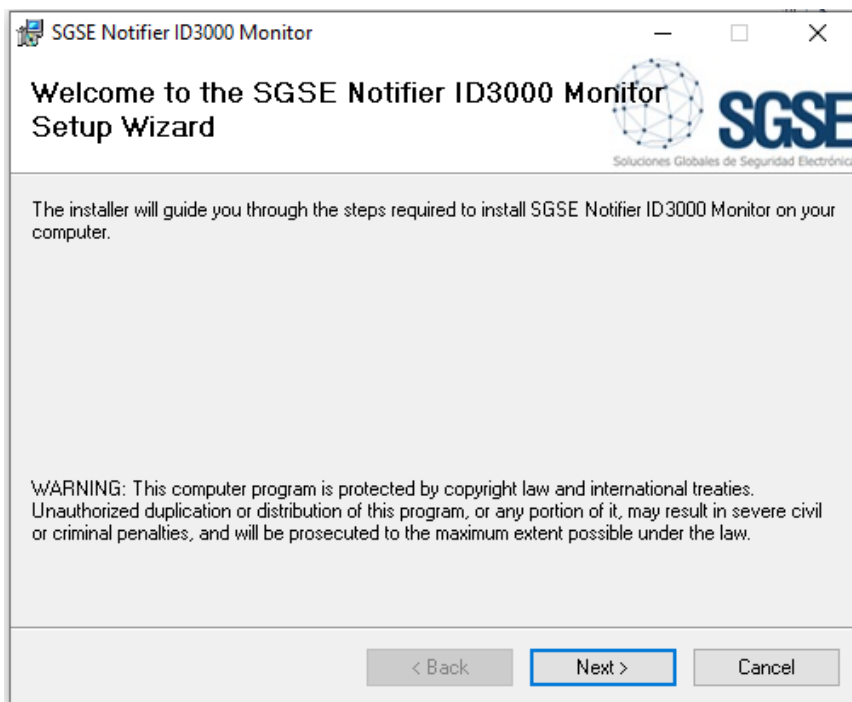 SGSE Notifier ID3000 Monitor
Welcome to the SGSE Notifier ID3000 Monitor
Setup Wizard
SGSE
Soluciones Globales de Seguridad Electrónica
The installer will guide you through the steps required to install SGSE Notifier ID3000 Monitor on your
computer.
WARNING: This computer program is protected by copyright law and international treaties.
Unauthorized duplication or distribution of this program, or any portion of it, may result in severe civil
or criminal penalties, and will be prosecuted to the maximum extent possible under the law.
< Back
Next >
Cancel